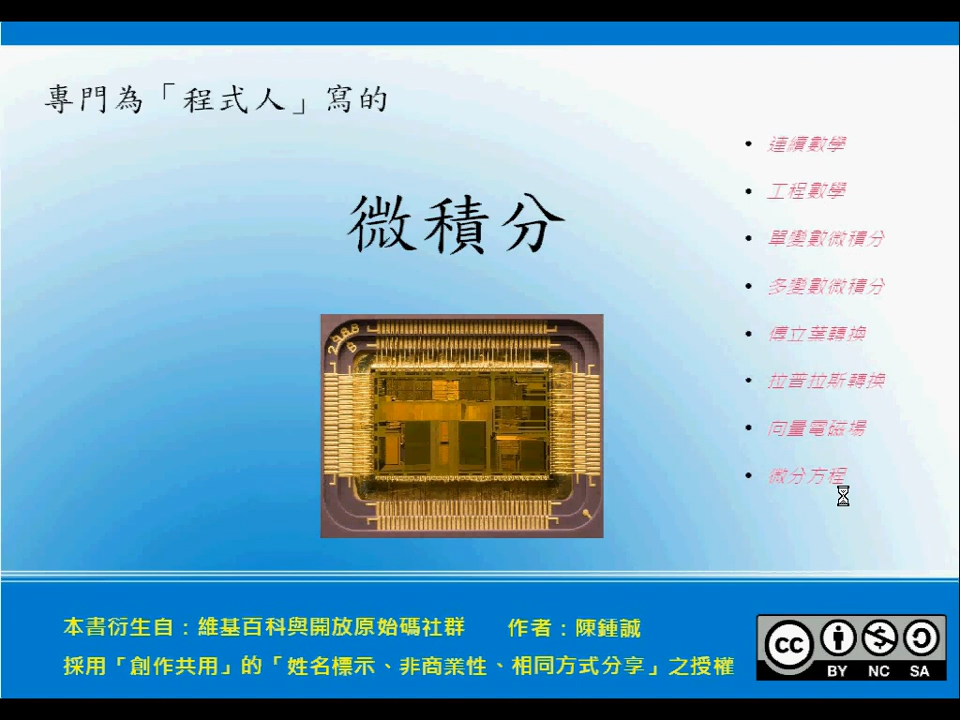 專門為「程式人」寫的
微積分
• 連續數學
• 工程數學
• 單變數微積分
• 多變數微積分
• 傅立葉轉換
• 拉普拉斯轉換
• 向量電磁場
• 微分方程
本書衍生自：維基百科與開放原始碼社群　作者：陳鍾誠
採用「創作共用」的「姓名標示、非商業性、相同方式分享」之授權
cc
BY NC SA